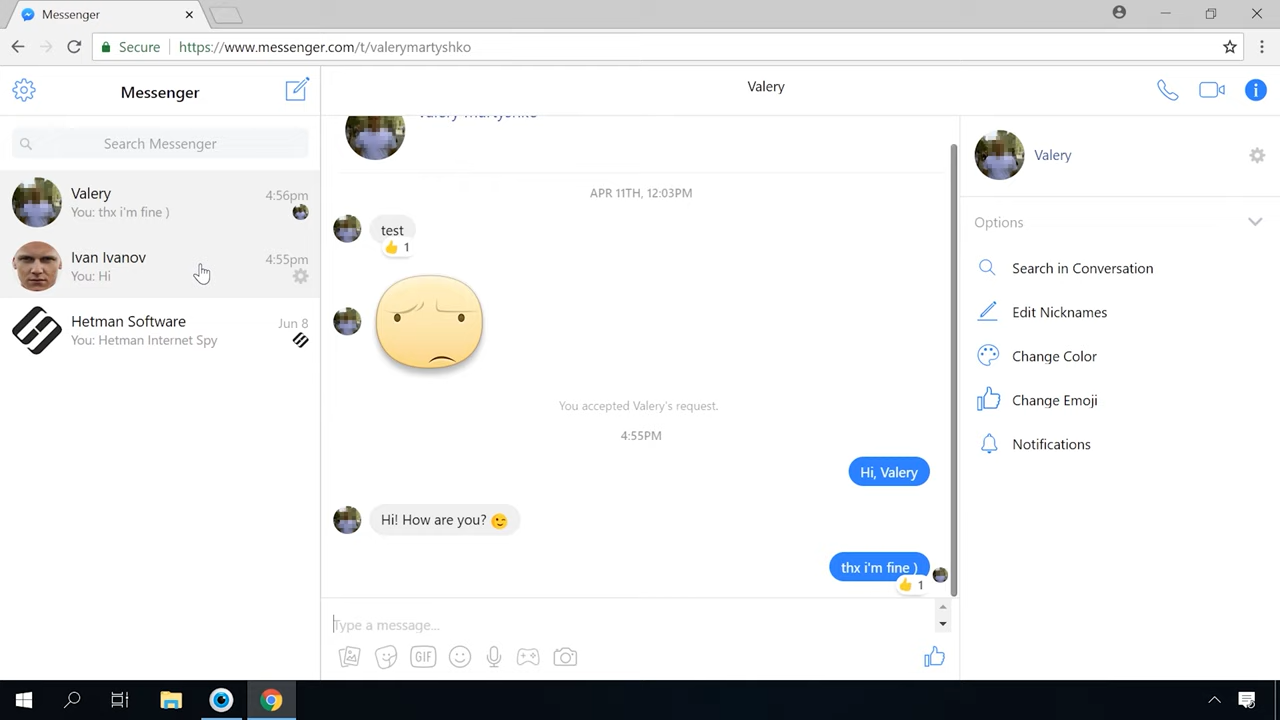 Messenger
Secure
https://www.messenger.com/t/valerymartyshko
Messenger
Search Messenger
Valery
4:56pm
You: thx i'm fine )
Ivan Ivanov
4:55pm
You: Hi
Hetman Software
Jun 8
You: Hetman Internet Spy
Valery
APR 11TH, 12:03PM
test
1
You accepted Valery's request.
4:55PM
Hi, Valery
Hi! How are you? 😉
thx i'm fine )
1
Type a message...
GIF
Valery
Options
Search in Conversation
Edit Nicknames
Change Color
Change Emoji
Notifications